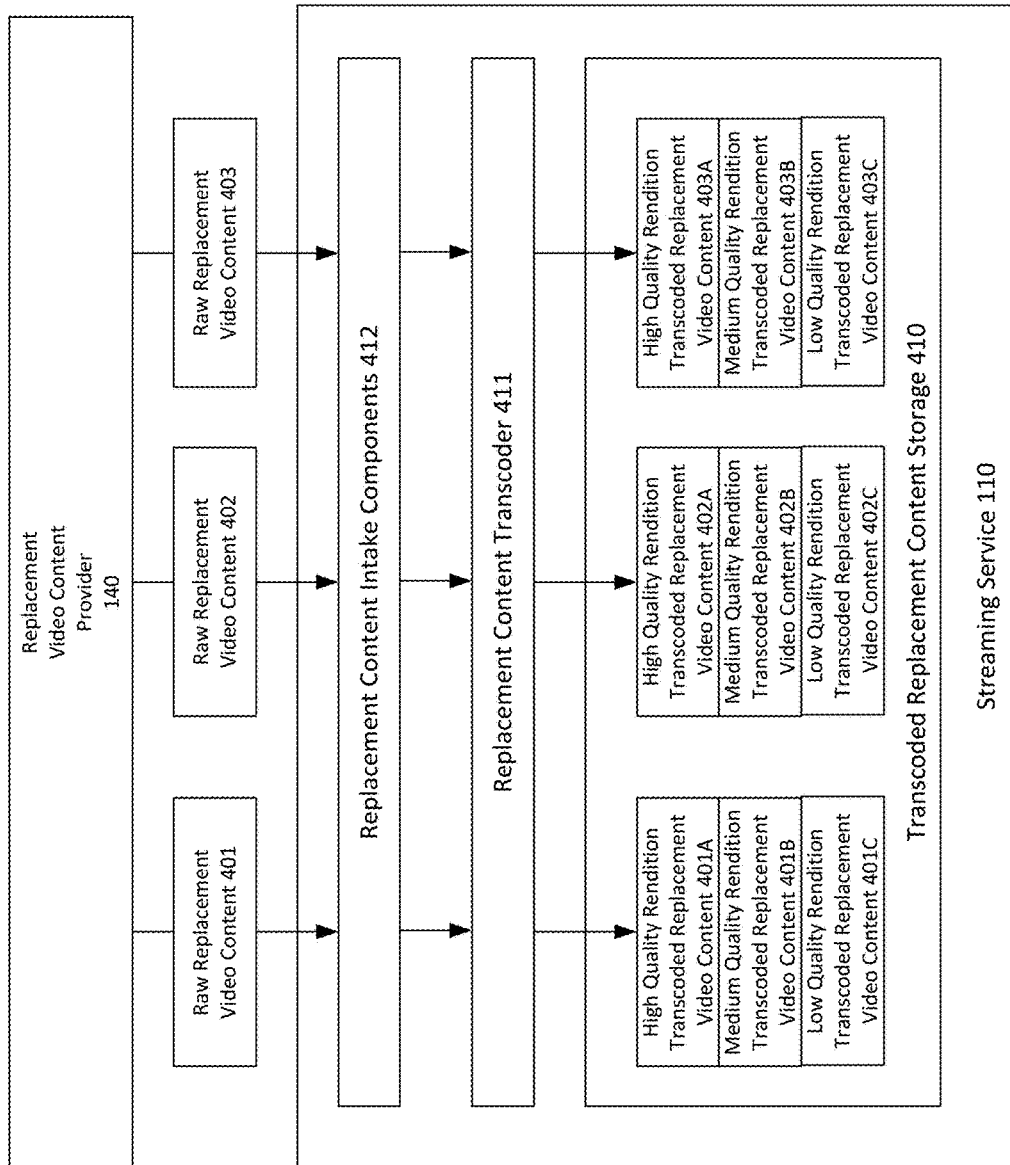 Replacement
Video Content
Provider
140
Raw Replacement
Video Content 401
Raw Replacement
Video Content 402
Raw Replacement
Video Content 403
Replacement Content Intake Components 412
Replacement Content Transcoder 411
High Quality Rendition
Transcoded Replacement
Video Content 401A
Medium Quality Rendition
Transcoded Replacement
Video Content 401B
Low Quality Rendition
Transcoded Replacement
Video Content 401C
High Quality Rendition
Transcoded Replacement
Video Content 402A
Medium Quality Rendition
Transcoded Replacement
Video Content 402B
Low Quality Rendition
Transcoded Replacement
Video Content 402C
High Quality Rendition
Transcoded Replacement
Video Content 403A
Medium Quality Rendition
Transcoded Replacement
Video Content 403B
Low Quality Rendition
Transcoded Replacement
Video Content 403C
Transcoded Replacement Content Storage 410
Streaming Service 110